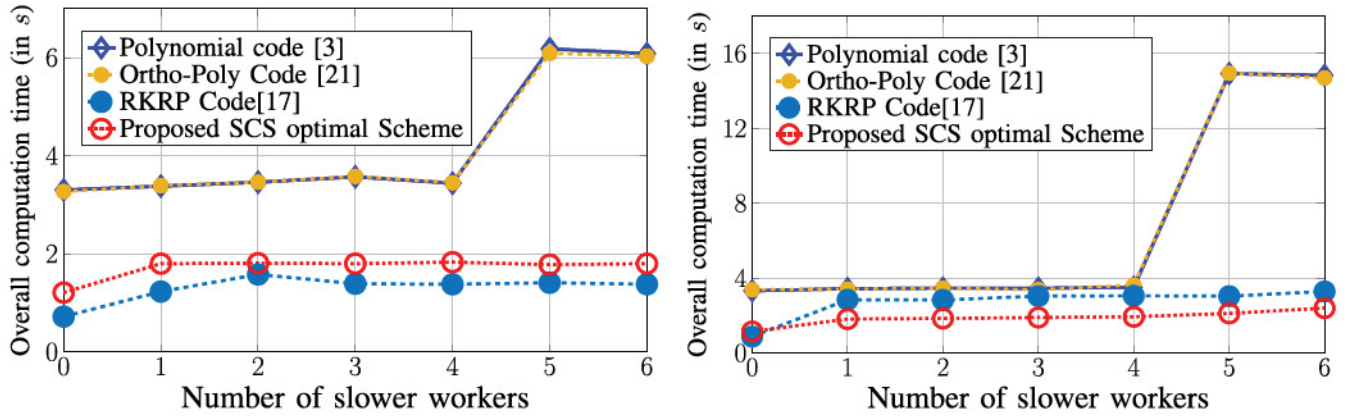 Overall computation time (in s)
6
4
2
0
Polynomial code [3]
Ortho-Poly Code [21]
RKRP Code[17]
Proposed SCS optimal Scheme
0 1 2 3 4 5 6
Number of slower workers
Overall computation time (in s)
16
12
8
4
0
Polynomial code [3]
Ortho-Poly Code [21]
RKRP Code[17]
Proposed SCS optimal Scheme
0 1 2 3 4 5 6
Number of slower workers